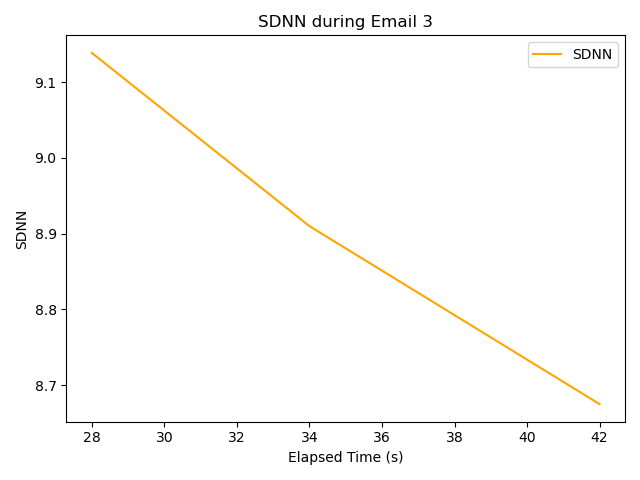 SDNN during Email 3
SDNN
9.1
9.0
8.9
8.8
8.7
SDNN
28 30 32 34 36 38 40 42
Elapsed Time (s)